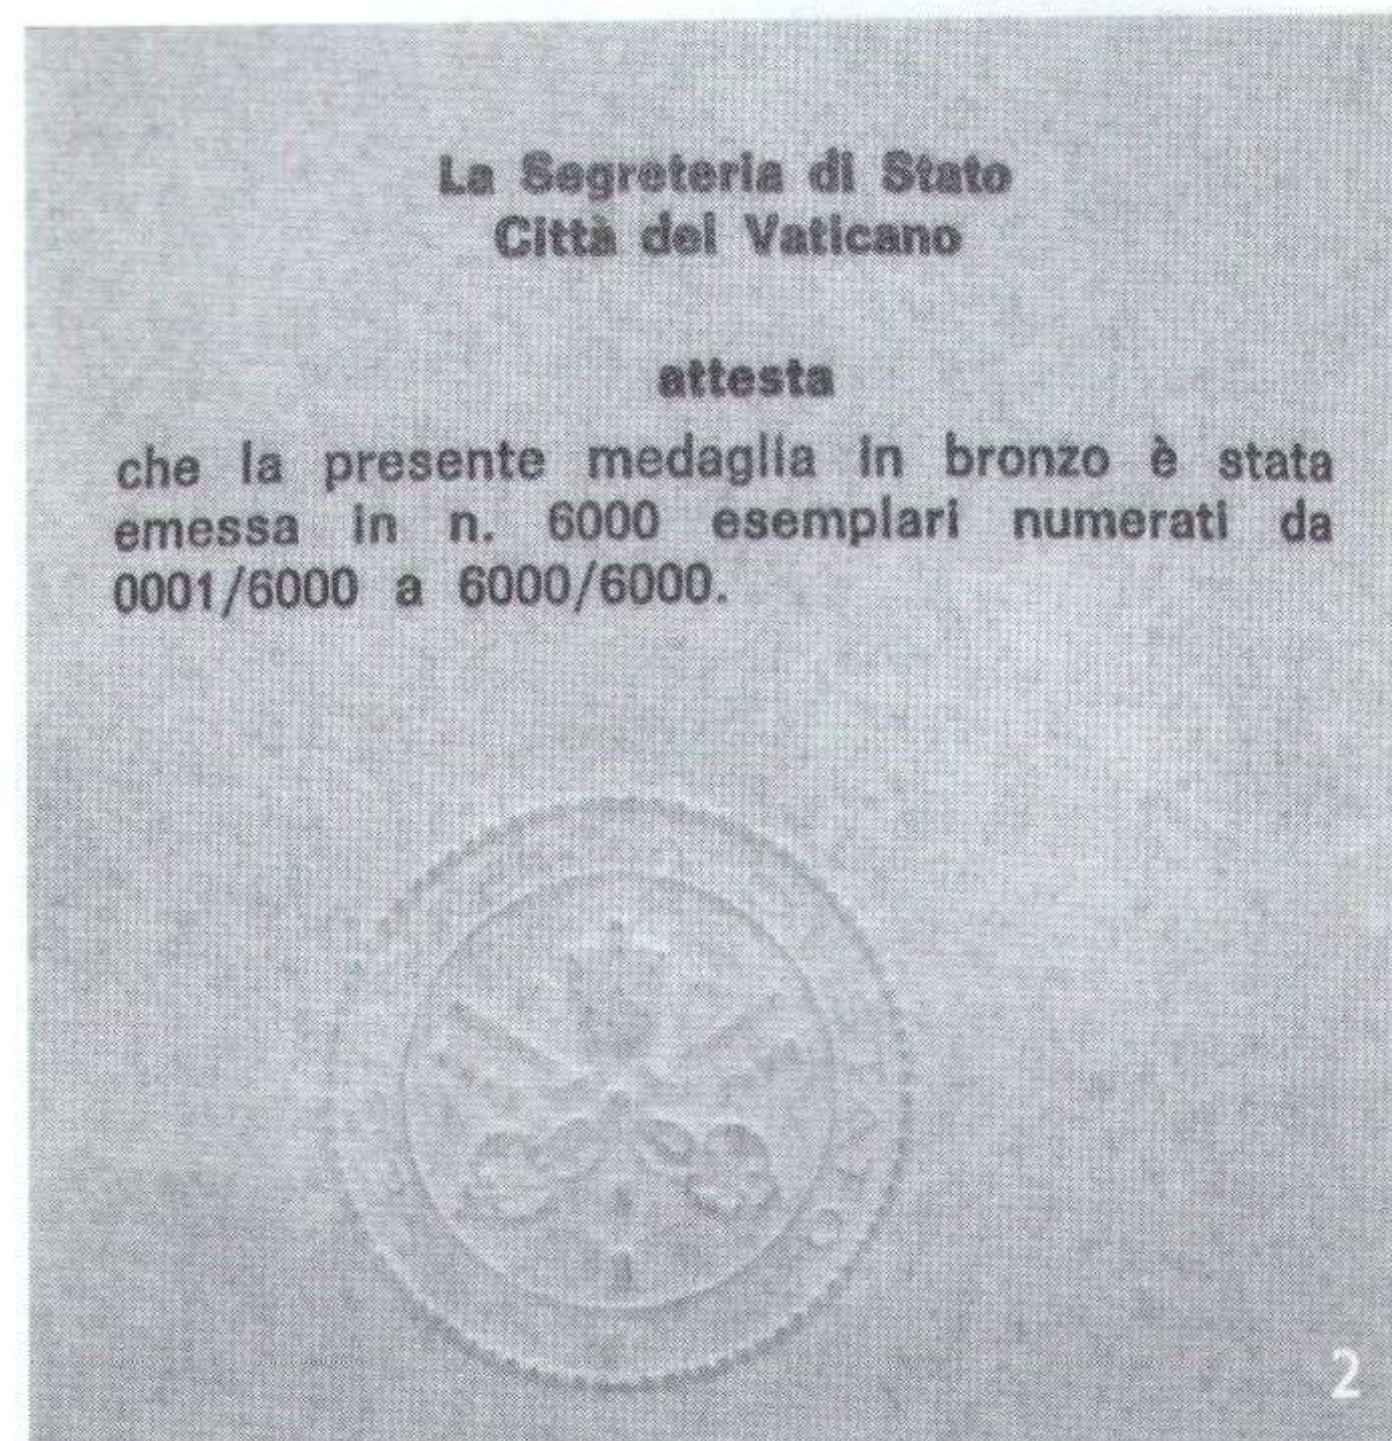 La Segreteria di Stato
Città del Vaticano
attesta
che la presente medaglia in bronzo è stata
emessa in n. 6000 esemplari numerati da
0001/6000 a 6000/6000.
2